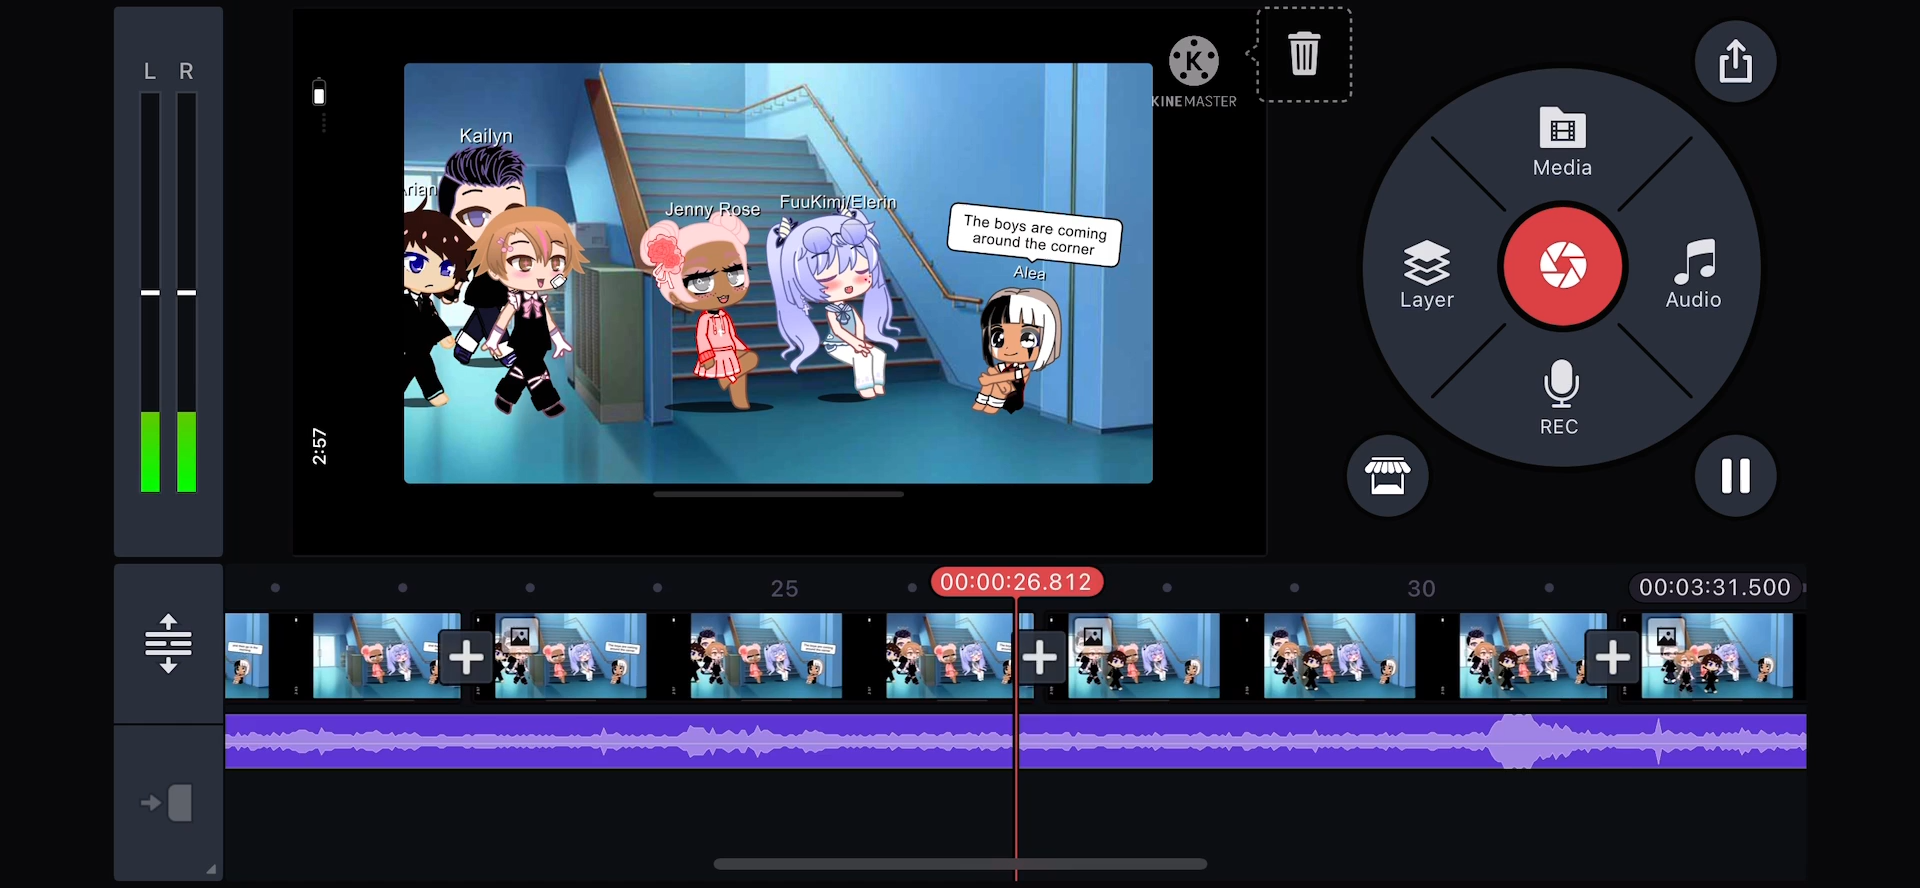 L R
KINEMASTER
Kailyn
rian
Jenny Rose
FuuKimi/Elerin
The boys are coming
around the corner
Alea
2:57
Media
Layer
Audio
REC
25
00:00:26.812
30
00:03:31.500